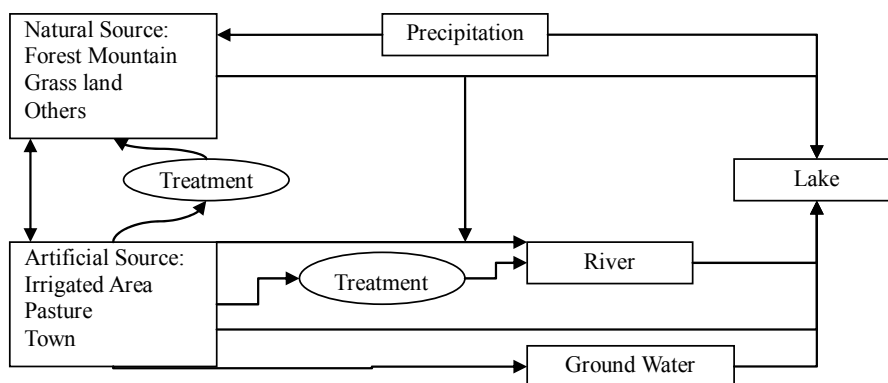 Natural Source:
Forest Mountain
Grass land
Others
Precipitation
Treatment
Lake
Artificial Source:
Irrigated Area
Pasture
Town
Treatment
River
Ground Water